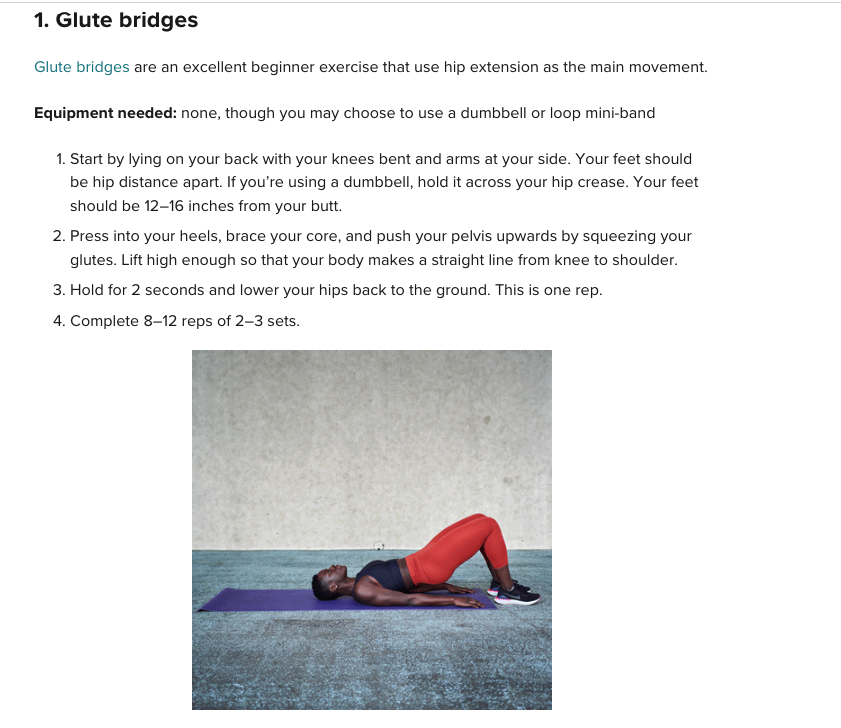 1. Glute bridges
Glute bridges are an excellent beginner exercise that use hip extension as the main movement.
Equipment needed: none, though you may choose to use a dumbbell or loop mini-band
1. Start by lying on your back with your knees bent and arms at your side. Your feet should
be hip distance apart. If you’re using a dumbbell, hold it across your hip crease. Your feet
should be 12–16 inches from your butt.
2. Press into your heels, brace your core, and push your pelvis upwards by squeezing your
glutes. Lift high enough so that your body makes a straight line from knee to shoulder.
3. Hold for 2 seconds and lower your hips back to the ground. This is one rep.
4. Complete 8–12 reps of 2–3 sets.